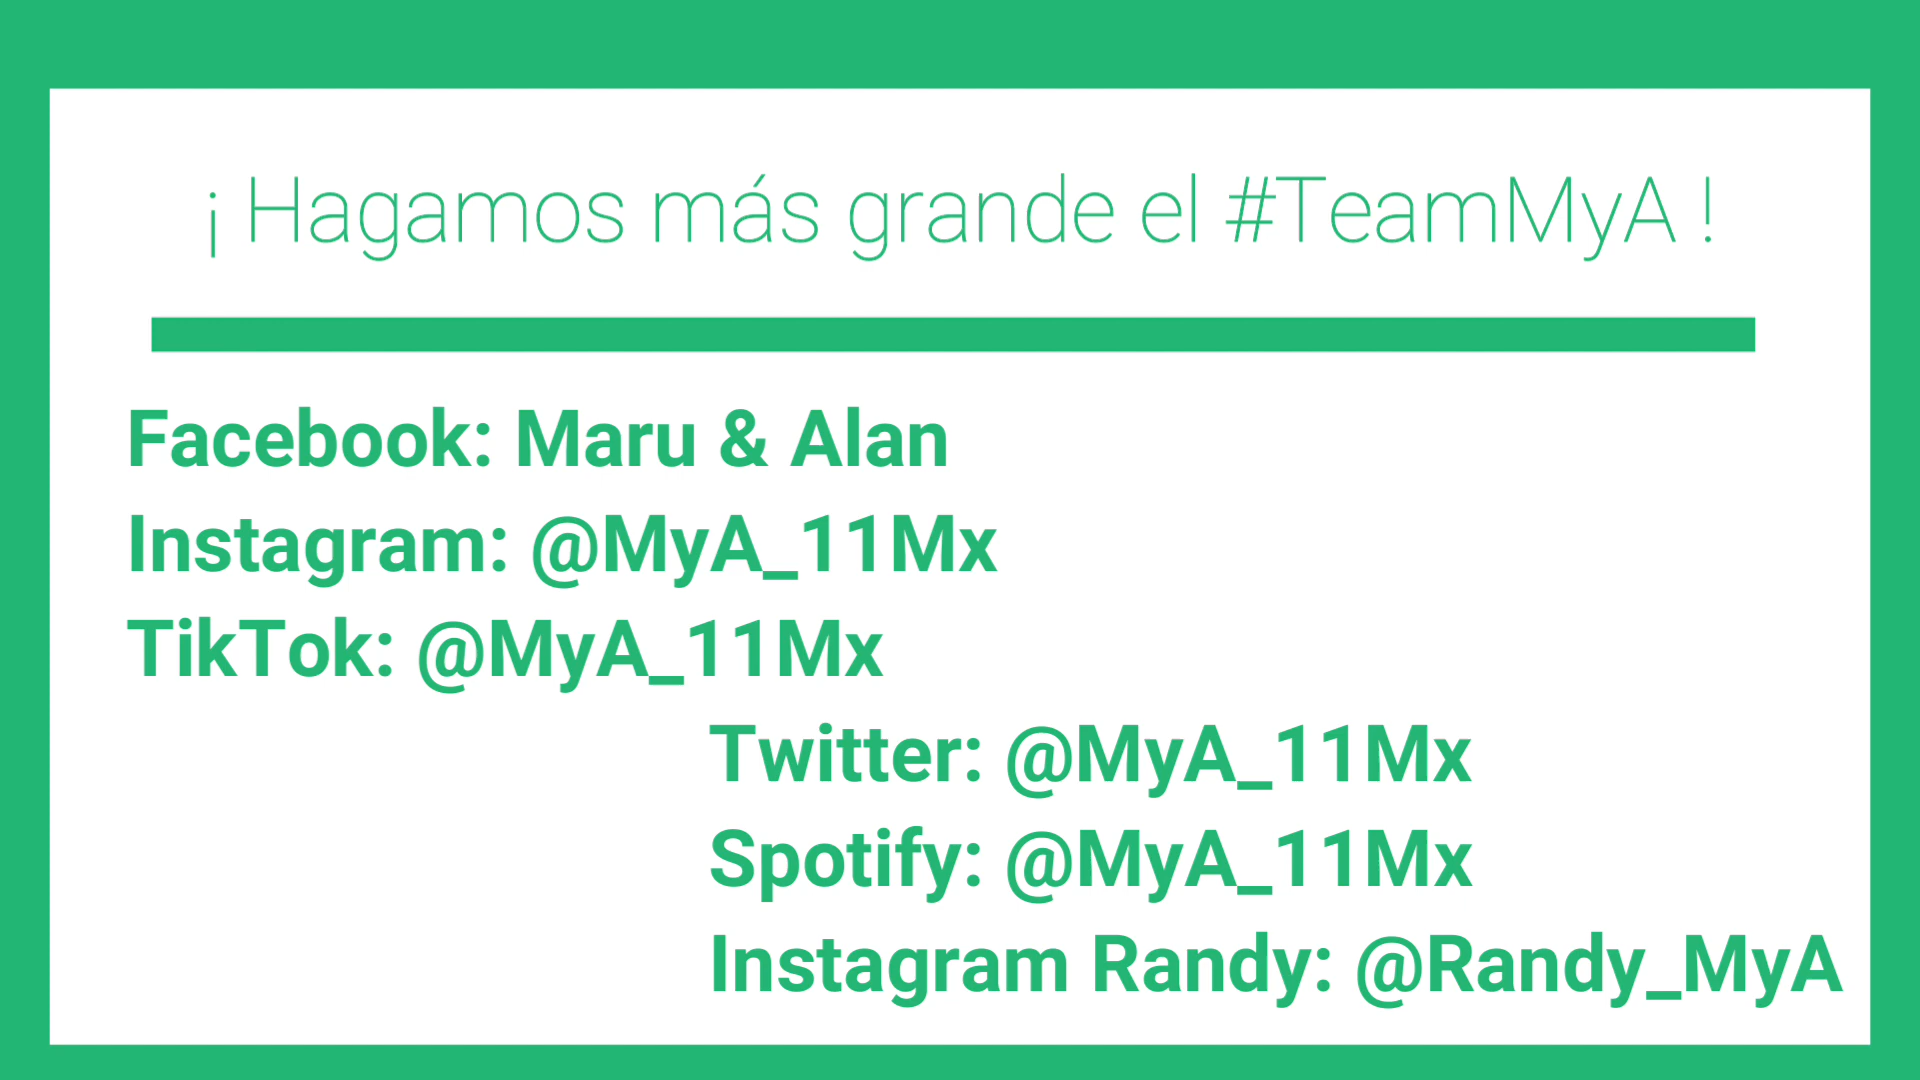 ¡ Hagamos más grande el #TeamMyA !
Facebook: Maru & Alan
Instagram: @MyA_11Mx
TikTok: @MyA_11Mx
Twitter: @MyA_11Mx
Spotify: @MyA_11Mx
Instagram Randy: @Randy_MyA